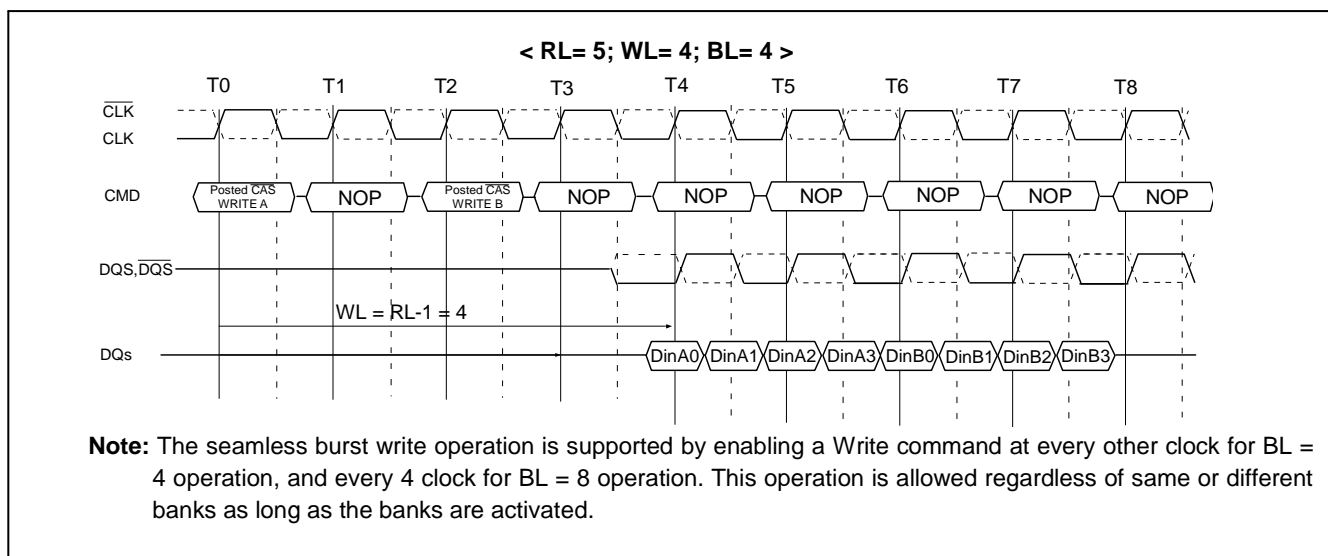 < RL= 5; WL= 4; BL= 4 >
T0 T1 T2 T3 T4 T5 T6 T7 T8
CLK
CLK
CMD
Posted CAS
WRITE A
NOP
Posted CAS
WRITE B
NOP
NOP
NOP
NOP
NOP
NOP
DQS,DQS
WL = RL-1 = 4
DQs
DinA0 DinA1 DinA2 DinA3 DinB0 DinB1 DinB2 DinB3
Note: The seamless burst write operation is supported by enabling a Write command at every other clock for BL =
4 operation, and every 4 clock for BL = 8 operation. This operation is allowed regardless of same or different
banks as long as the banks are activated.